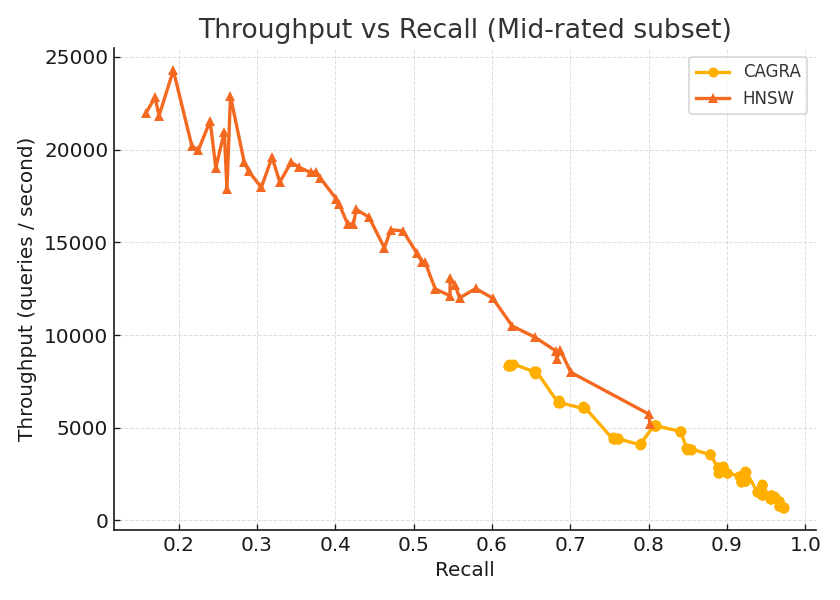 Throughput vs Recall (Mid-rated subset)
CAGRA
HNSW
Throughput (queries / second)
25000
20000
15000
10000
5000
0
0.2 0.3 0.4 0.5 0.6 0.7 0.8 0.9 1.0
Recall